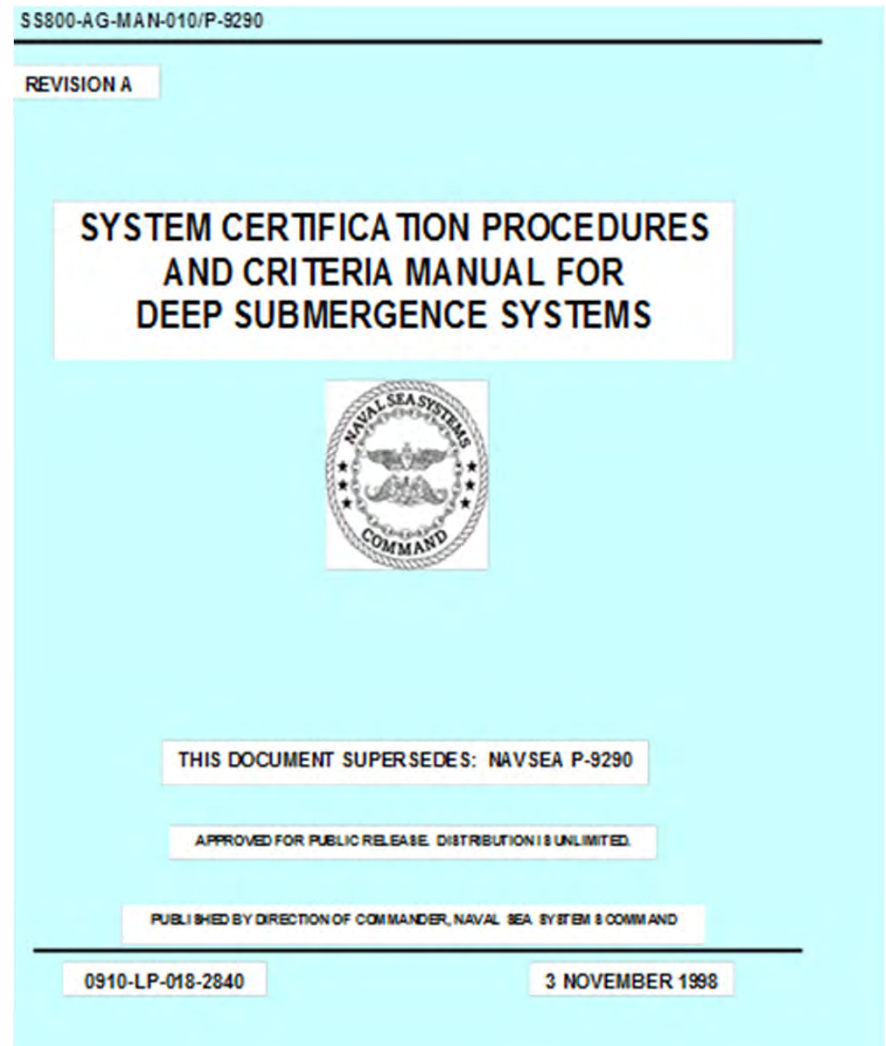 SS800-AG-MAN-010/P-9290
REVISION A
SYSTEM CERTIFICATION PROCEDURES
AND CRITERIA MANUAL FOR
DEEP SUBMERGENCE SYSTEMS
NAVAL SEA SYSTEMS
COMMAND
THIS DOCUMENT SUPERSEDES: NAVSEA P-9290
APPROVED FOR PUBLIC RELEASE. DISTRIBUTION IS UNLIMITED.
PUBLISHED BY DIRECTION OF COMMANDER, NAVAL SEA SYSTEMS COMMAND
0910-LP-018-2840
3 NOVEMBER 1998